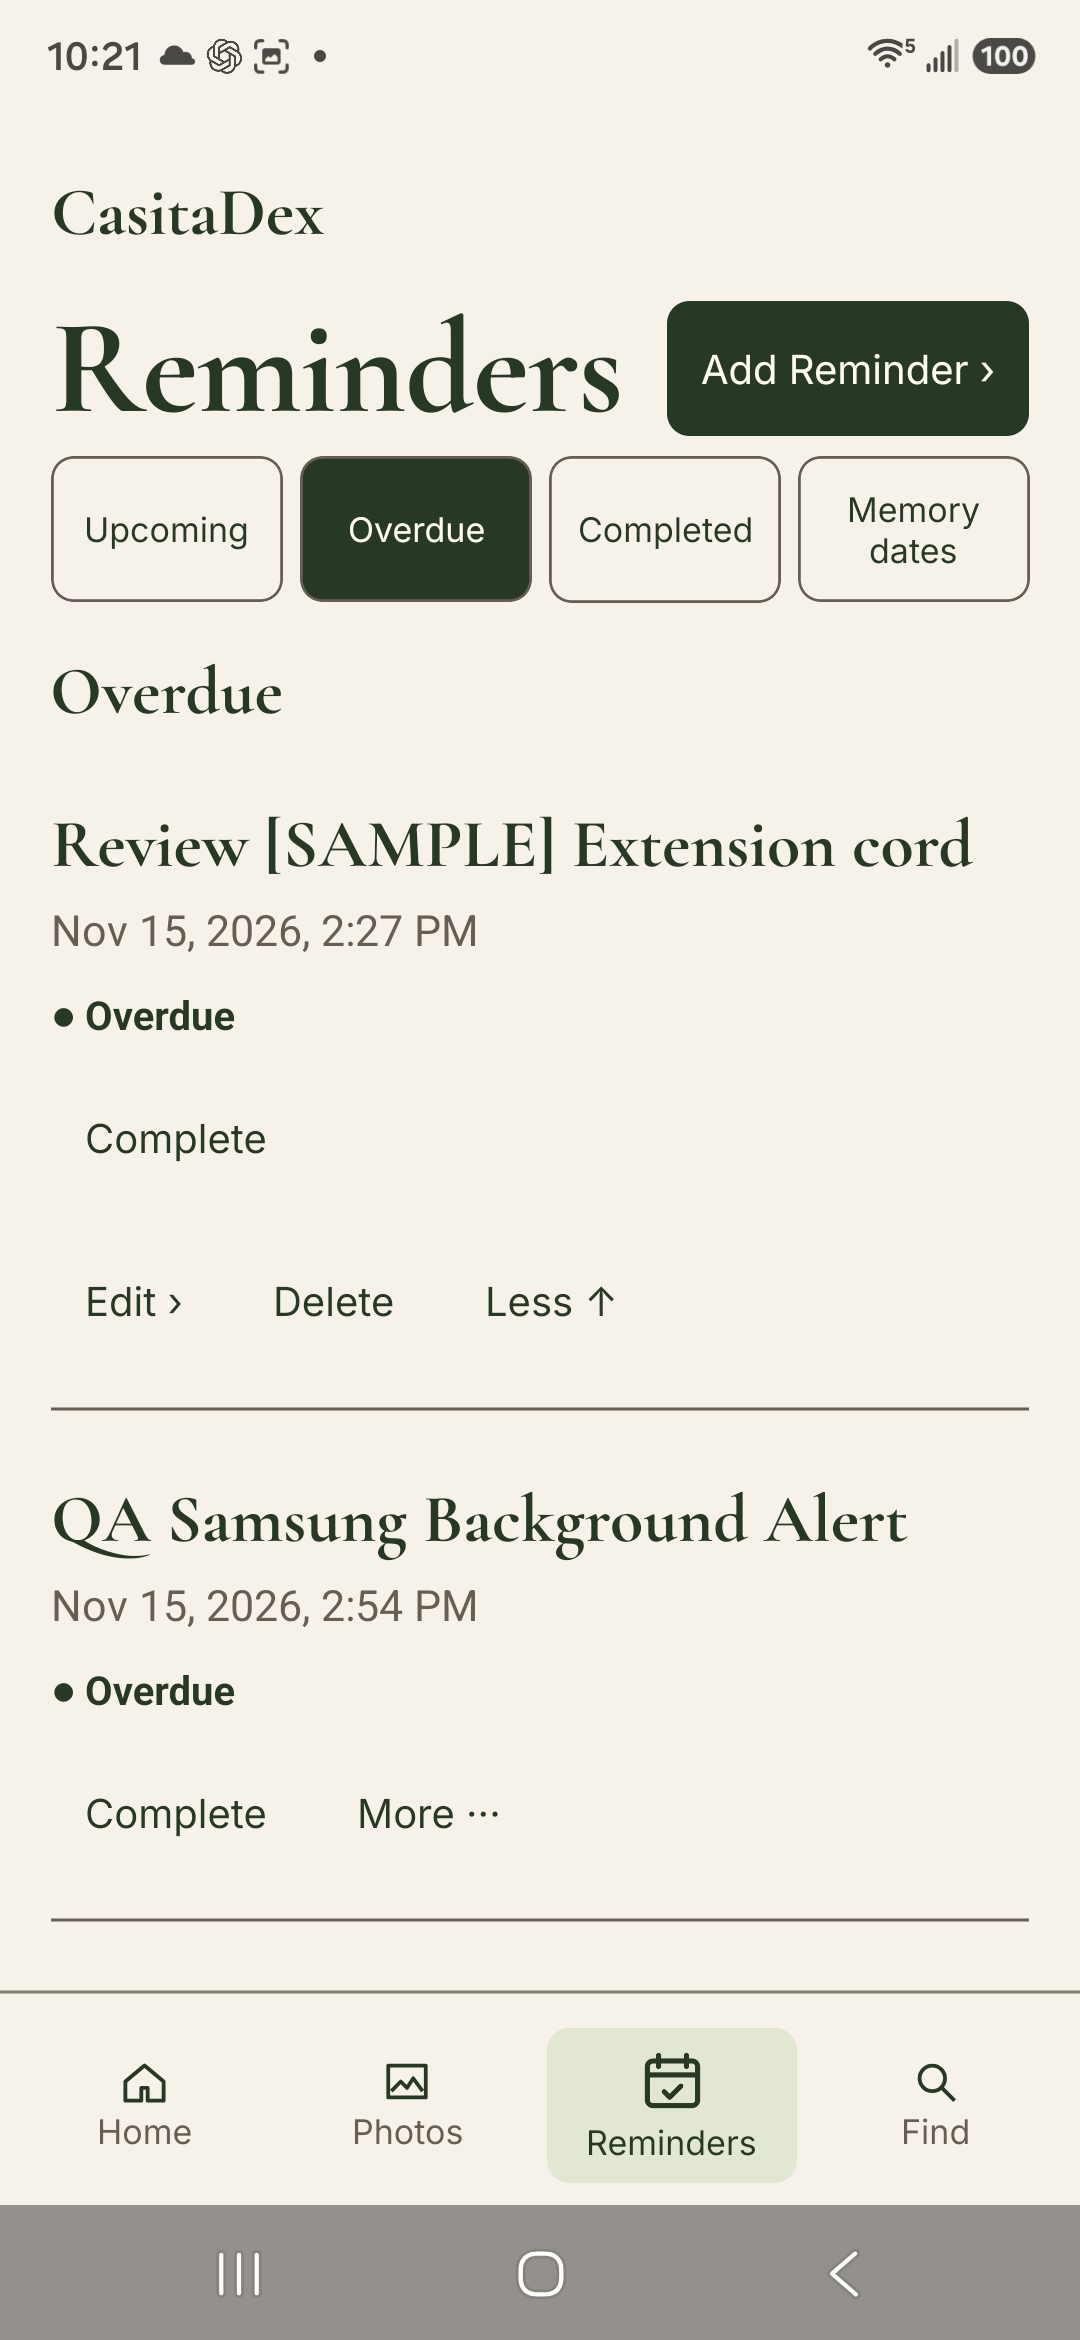 10:21
5
100
CasitaDex
Reminders
Add Reminder ›
Upcoming
Overdue
Completed
Memory
dates
Overdue
Review [SAMPLE] Extension cord
Nov 15, 2026, 2:27 PM
• Overdue
Complete
Edit ›
Delete
Less ↑
QA Samsung Background Alert
Nov 15, 2026, 2:54 PM
• Overdue
Complete
More ···
Home
Photos
Reminders
Find